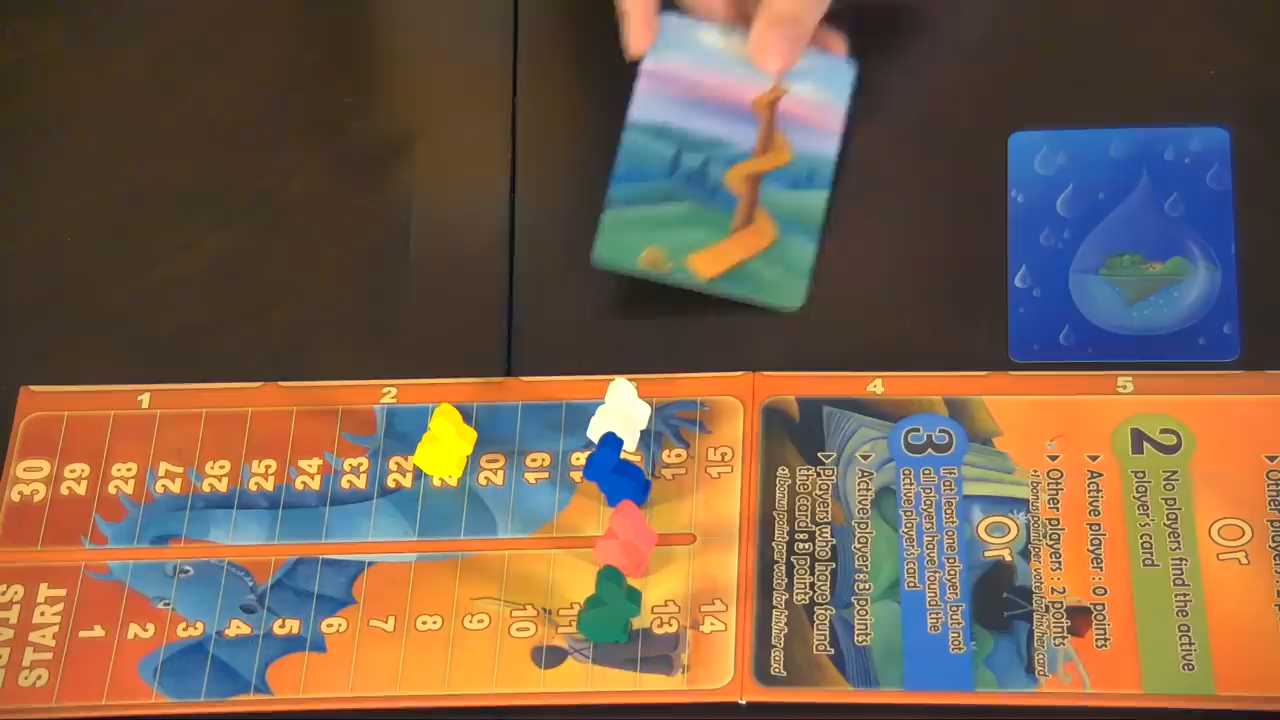 1
2
4
5
30
29
28
27
26
25
24
23
22
20
19
16
15
START
1
2
3
4
5
6
7
8
9
10
11
13
14
3
If at least one player, but not
all players have found the
active player's card
▶ Active player : 3 points
▶ Players who have found
the card : 3 points
+1 bonus point per vote for his/her card
Or
2
No players find the active
player's card
▶ Active player : 0 points
▶ Other players : 2 points
+1 bonus point per vote for his/her card
Or